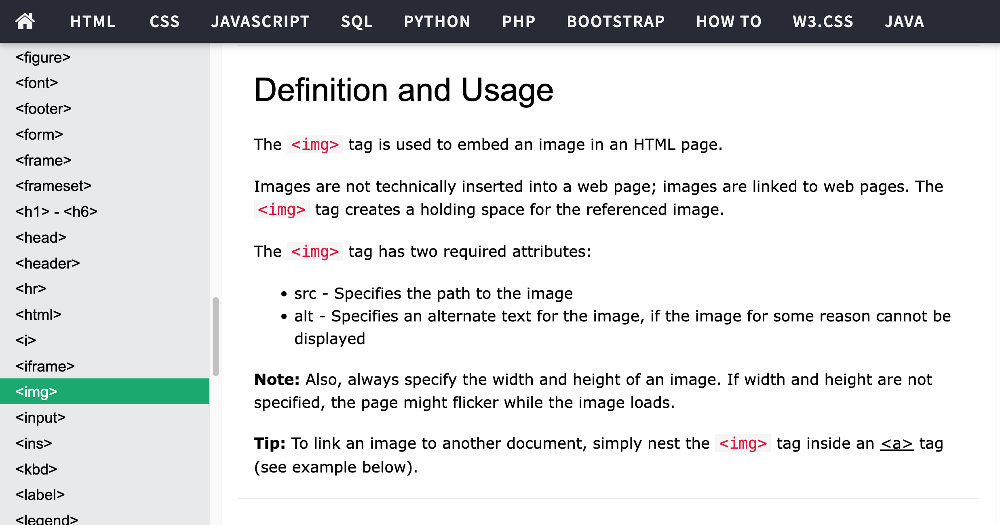 HTML CSS JAVASCRIPT SQL PYTHON PHP BOOTSTRAP HOW TO W3.CSS JAVA
<figure>
<font>
<footer>
<form>
<frame>
<frameset>
<h1> - <h6>
<head>
<header>
<hr>
<html>
<i>
<iframe>
<img>
<input>
<ins>
<kbd>
<label>
<legend>
Definition and Usage
The <img> tag is used to embed an image in an HTML page.
Images are not technically inserted into a web page; images are linked to web pages. The
<img> tag creates a holding space for the referenced image.
The <img> tag has two required attributes:
• src - Specifies the path to the image
• alt - Specifies an alternate text for the image, if the image for some reason cannot be
displayed
Note: Also, always specify the width and height of an image. If width and height are not
specified, the page might flicker while the image loads.
Tip: To link an image to another document, simply nest the <img> tag inside an <a> tag
(see example below).